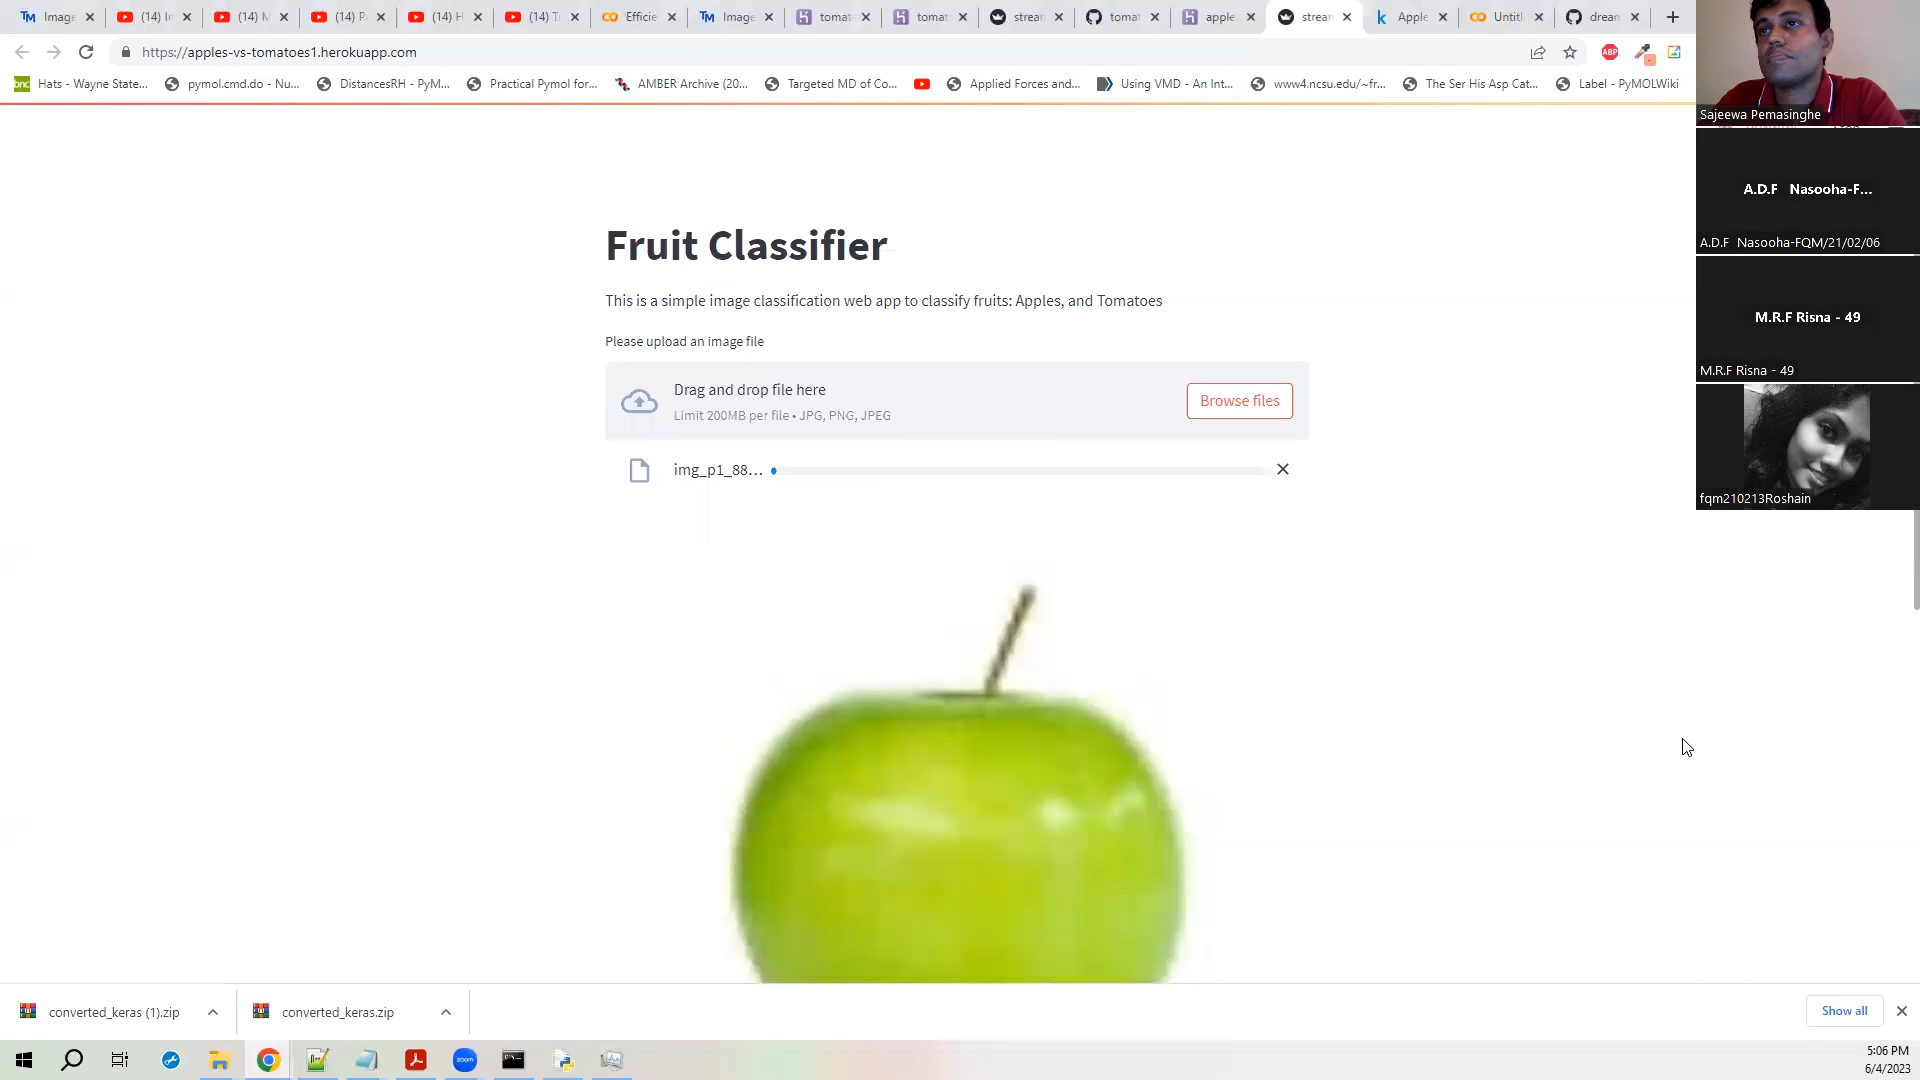 Image
(14) Ir
(14) M
(14) P
(14) H
(14) T
Efficie
Image
tomat
tomat
strear
tomat
apple
strear
Apple
Untitl
drear
https://apples-vs-tomatoes1.herokuapp.com
ABP
bnc Hats - Wayne State...
pymol.cmd.do - Nu...
DistancesRH - PyM...
Practical Pymol for...
AMBER Archive (20...
Targeted MD of Co...
Applied Forces and...
Using VMD - An Int...
www4.ncsu.edu/~fr...
The Ser His Asp Cat...
Label - PyMOLWiki
Sajeewa Pemasinghe
A.D.F Nasooha-F...
A.D.F Nasooha-FQM/21/02/06
M.R.F Risna - 49
M.R.F Risna - 49
fqm210213Roshain
Fruit Classifier
This is a simple image classification web app to classify fruits: Apples, and Tomatoes
Please upload an image file
Drag and drop file here
Limit 200MB per file • JPG, PNG, JPEG
Browse files
img_p1_88...
converted_keras (1).zip
converted_keras.zip
Show all
zoom
5:06 PM
6/4/2023